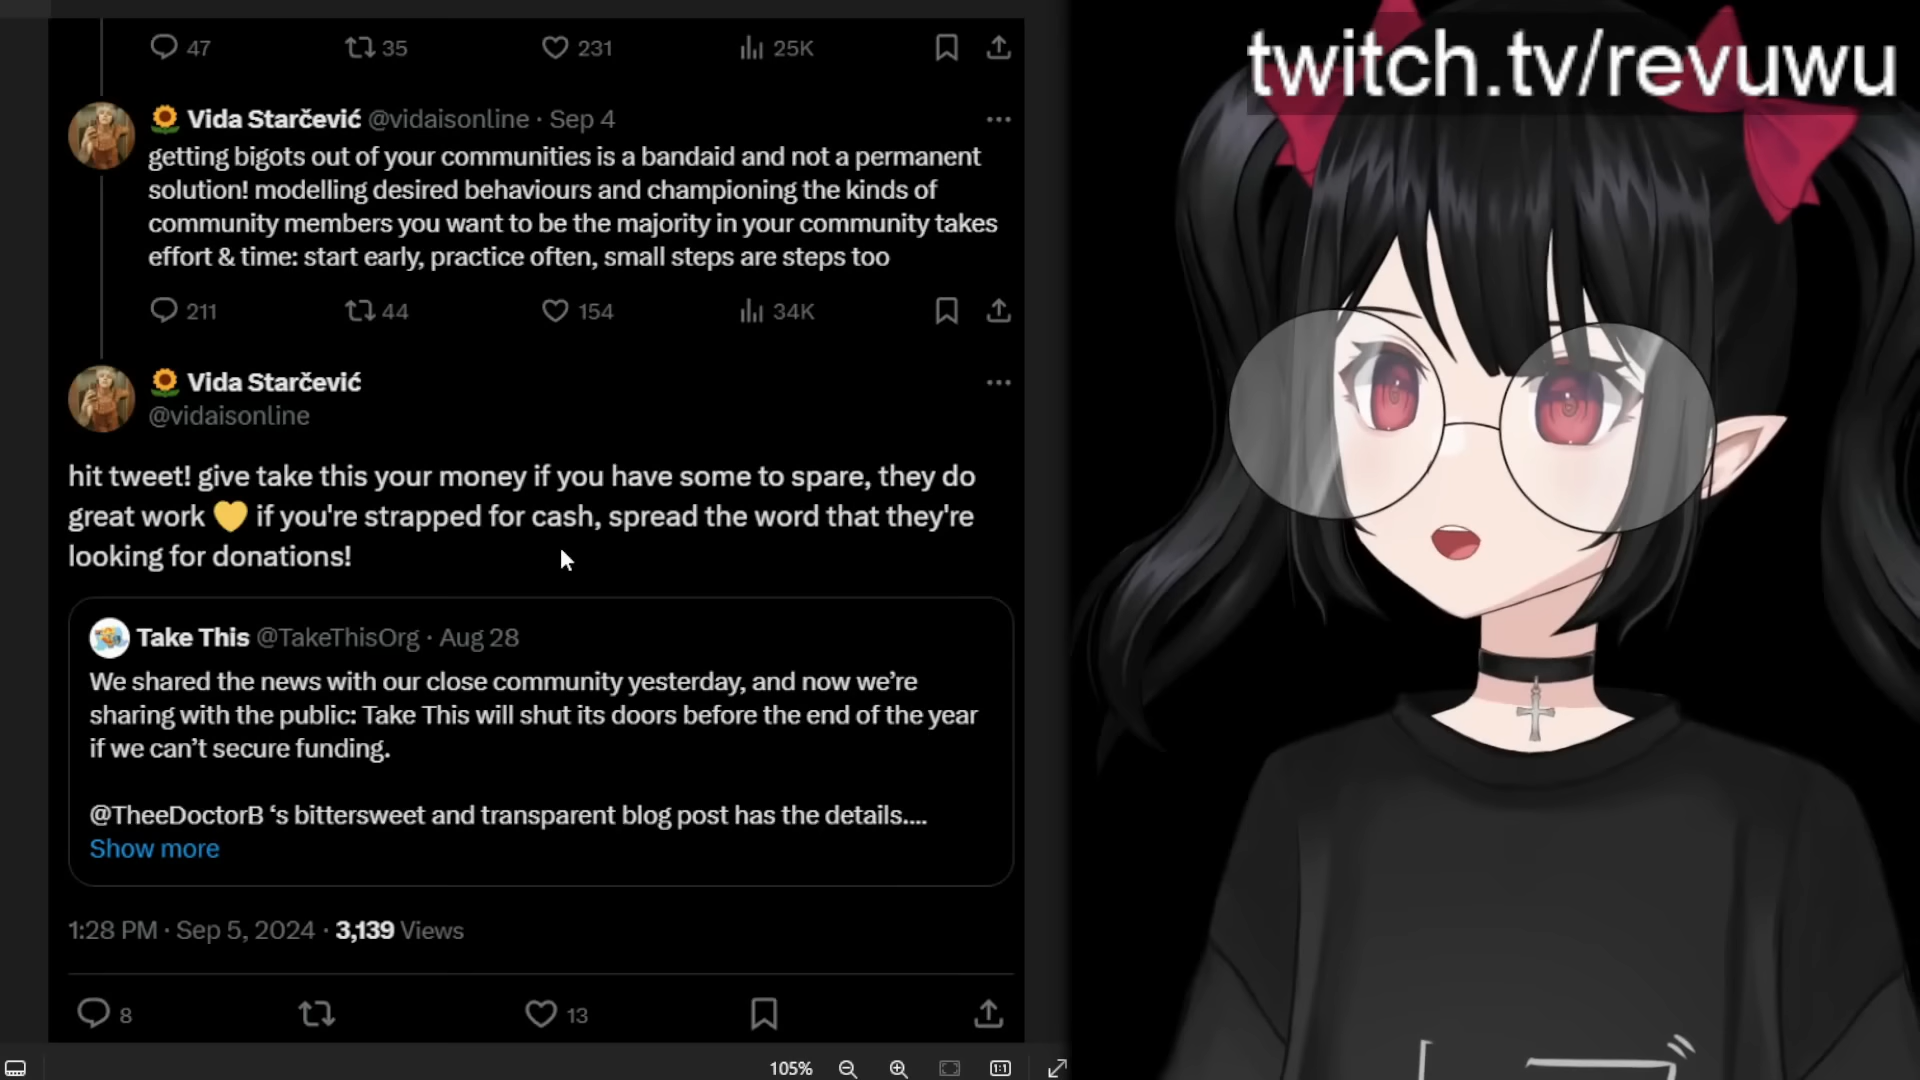 47 35 231 25K
twitch.tv/revuwu
🌻 Vida Starčević @vidaisonline · Sep 4
getting bigots out of your communities is a bandaid and not a permanent
solution! modelling desired behaviours and championing the kinds of
community members you want to be the majority in your community takes
effort & time: start early, practice often, small steps are steps too
211 44 154 34K
🌻 Vida Starčević
@vidaisonline
hit tweet! give take this your money if you have some to spare, they do
great work 💛 if you're strapped for cash, spread the word that they're
looking for donations!
Take This @TakeThisOrg · Aug 28
We shared the news with our close community yesterday, and now we’re
sharing with the public: Take This will shut its doors before the end of the year
if we can’t secure funding.
@TheeDoctorB ‘s bittersweet and transparent blog post has the details....
Show more
1:28 PM · Sep 5, 2024 · 3,139 Views
8 13
105% 1:1